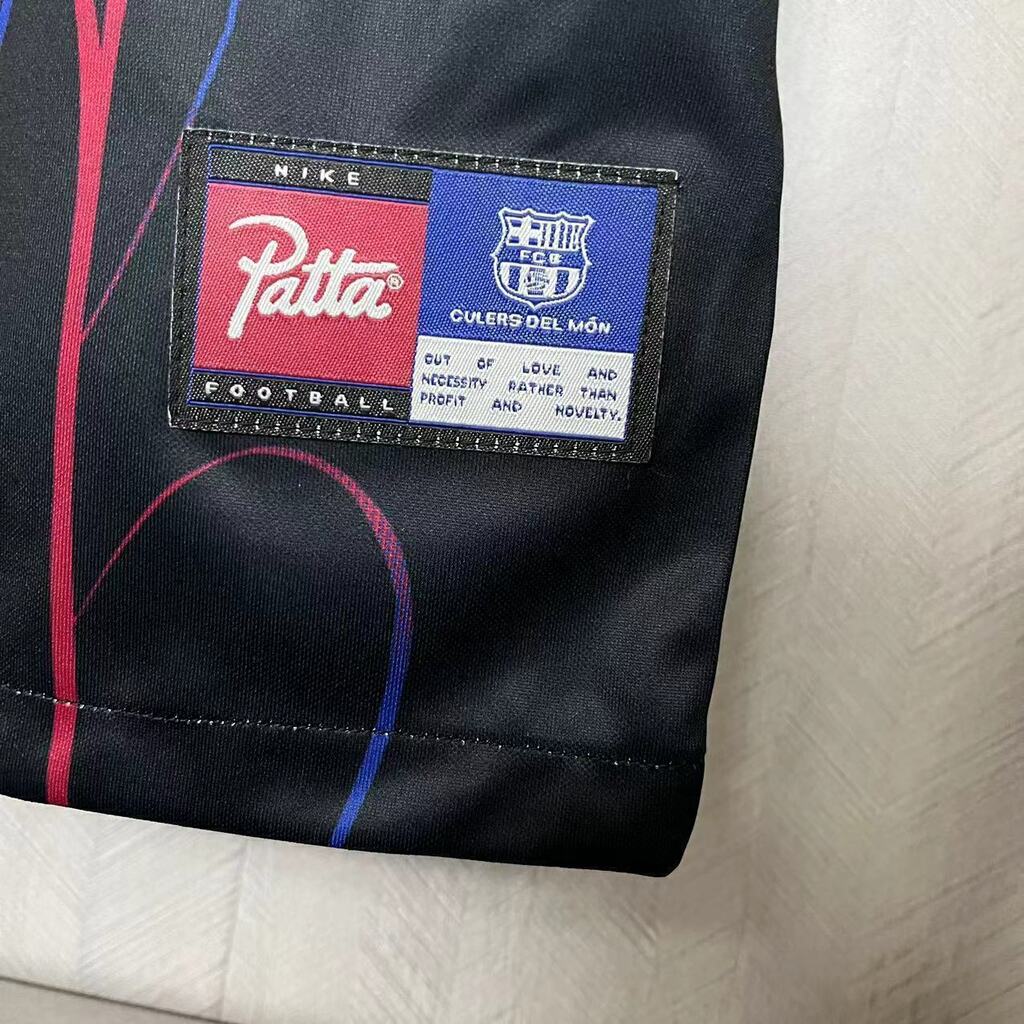 NIKE
Patta®
FOOTBALL
FCB
CULERS DEL MÓN
OUT OF LOVE AND
NECESSITY RATHER THAN
PROFIT AND NOVELTY.